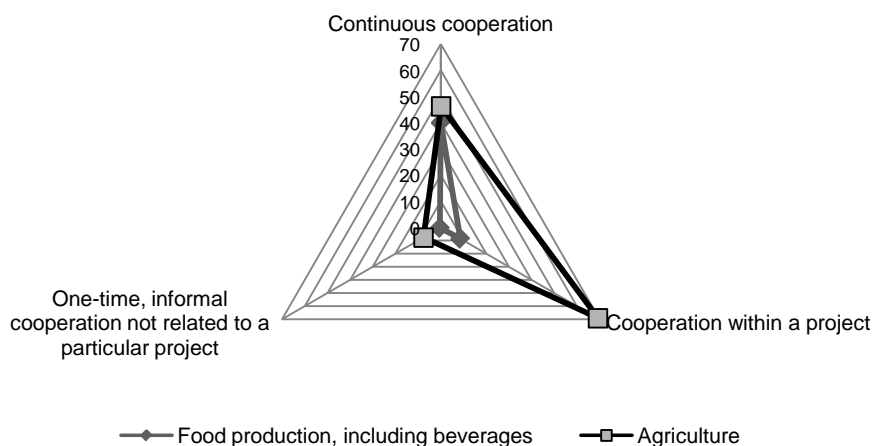 Continuous cooperation
70
60
50
40
30
20
10
0
One-time, informal
cooperation not related to a
particular project
Cooperation within a project
Food production, including beverages
Agriculture